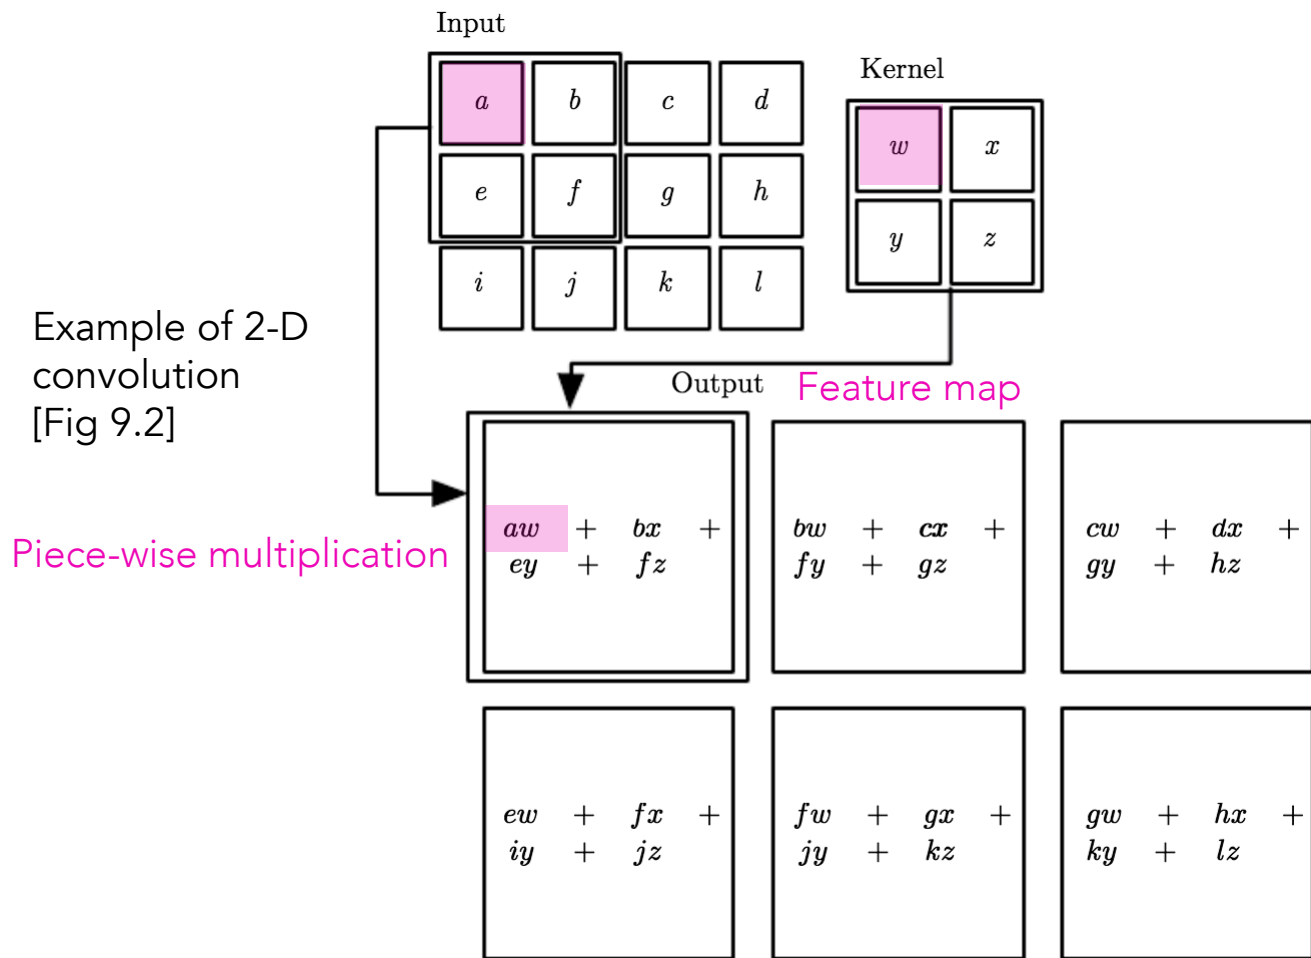 Input
a b c d
e f g h
i j k l
Kernel
w x
y z
Example of 2-D
convolution
[Fig 9.2]
Output Feature map
Piece-wise multiplication
aw + bx +
ey + fz
bw + cx +
fy + gz
cw + dx +
gy + hz
ew + fx +
iy + jz
fw + gx +
jy + kz
gw + hx +
ky + lz